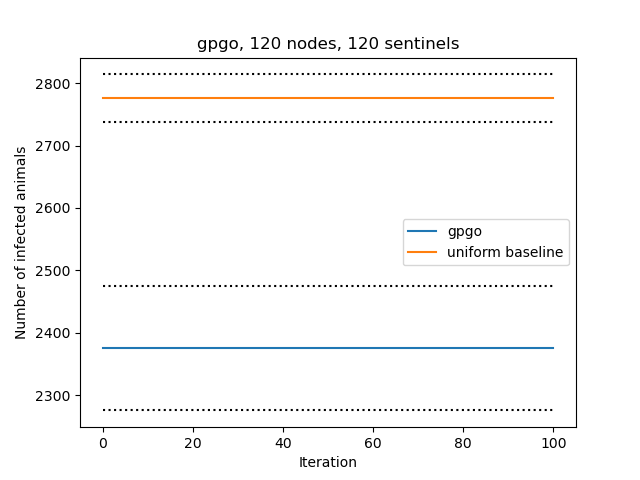 gpgo, 120 nodes, 120 sentinels
2800
2700
2600
2500
2400
2300
Number of infected animals
gpgo
uniform baseline
0 20 40 60 80 100
Iteration